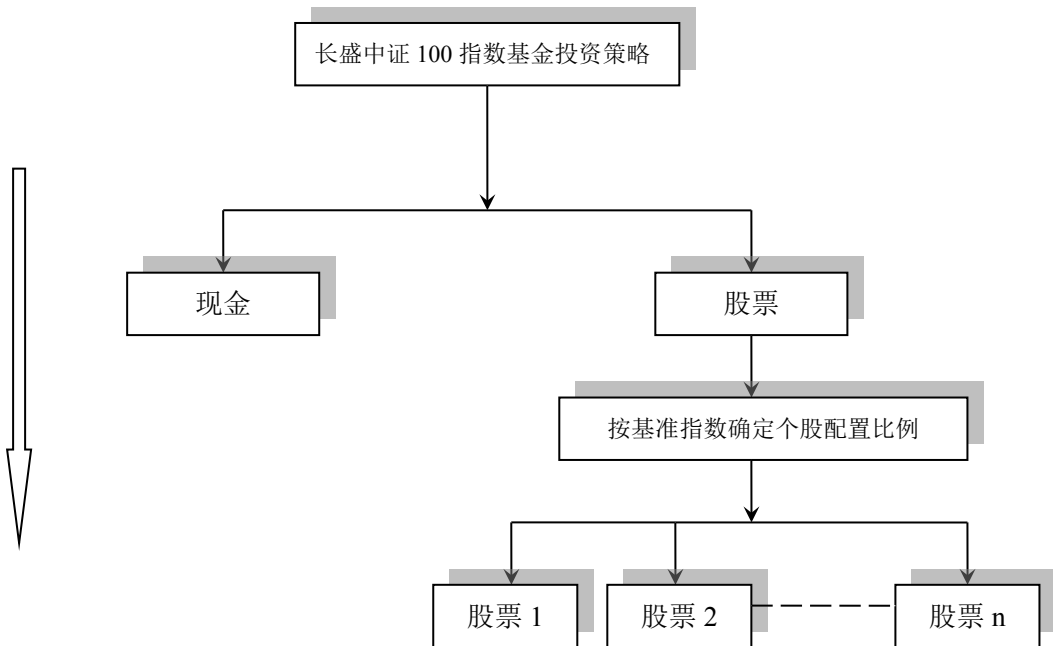 长盛中证 100 指数基金投资策略
现金
股票
按基准指数确定个股配置比例
股票 1
股票 2
股票 n